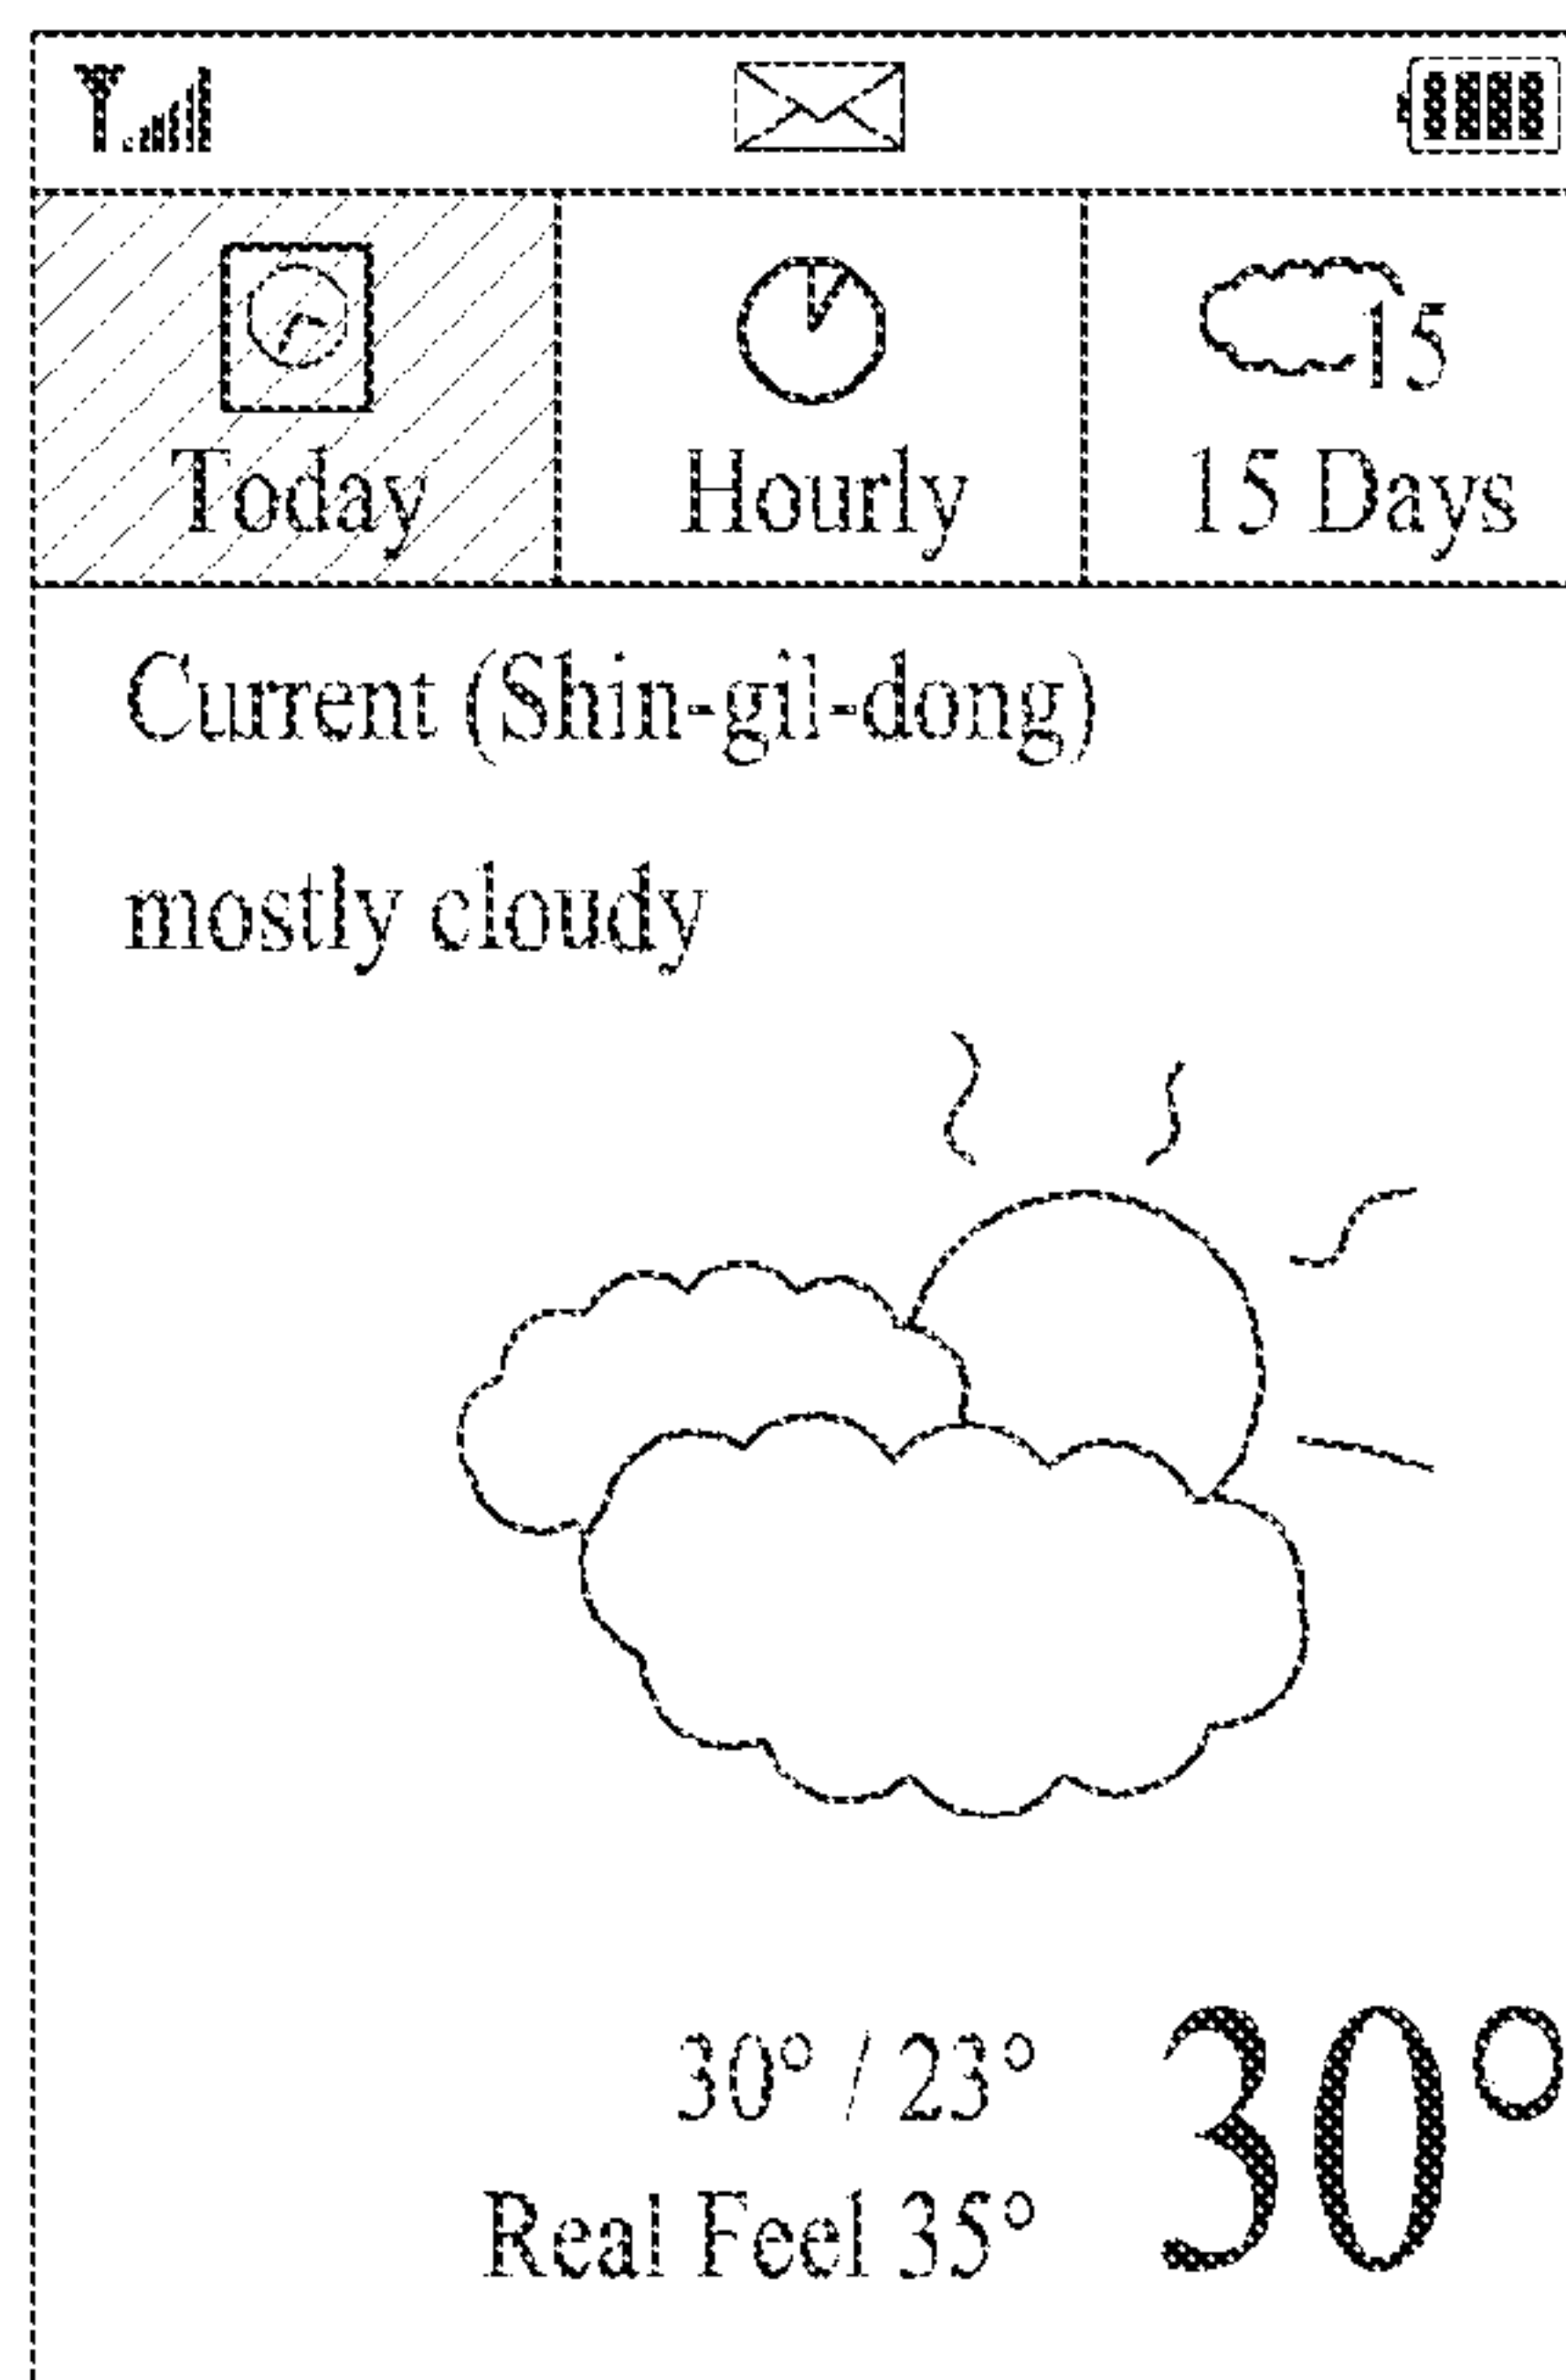 15
Today Hourly 15 Days
Current (Shin-gil-dong)
mostly cloudy
30° / 23°
30°
Real Feel 35°